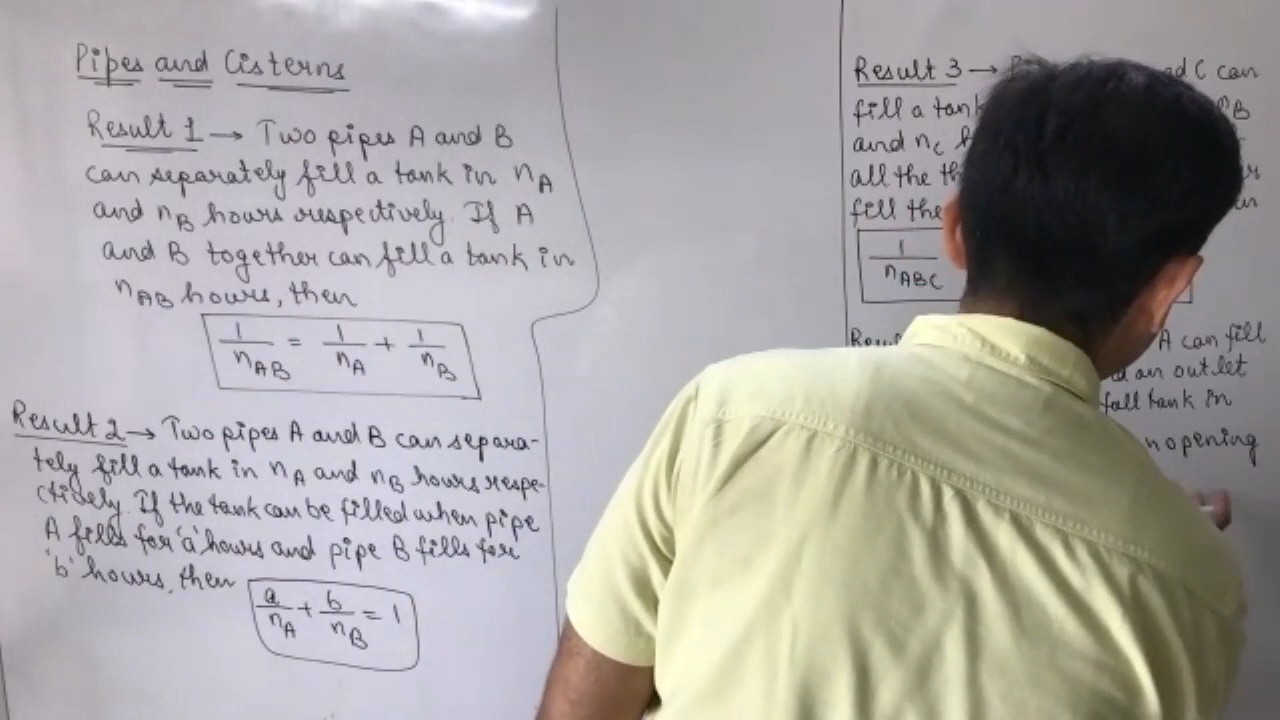 Pipes and Cisterns
Result 1 → Two pipes A and B
can separately fill a tank in n_A
and n_B hours respectively. If A
and B together can fill a tank in
n_AB hours, then
1/n_AB = 1/n_A + 1/n_B
Result 2 → Two pipes A and B can separa-
tely fill a tank in n_A and n_B hours respe-
ctively. If the tank can be filled when pipe
A fills for 'a' hours and pipe B fills for
'b' hours, then
a/n_A + b/n_B = 1
Result 3 → C can
fill a tank n_B
and n_C
all the
fill the
1/n_ABC
A can fill
an outlet
full tank in
opening